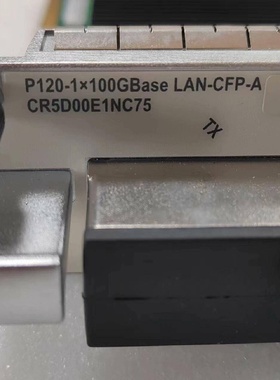 P120-1×100GBase LAN-CFP-A
CR5D00E1NC75
TX